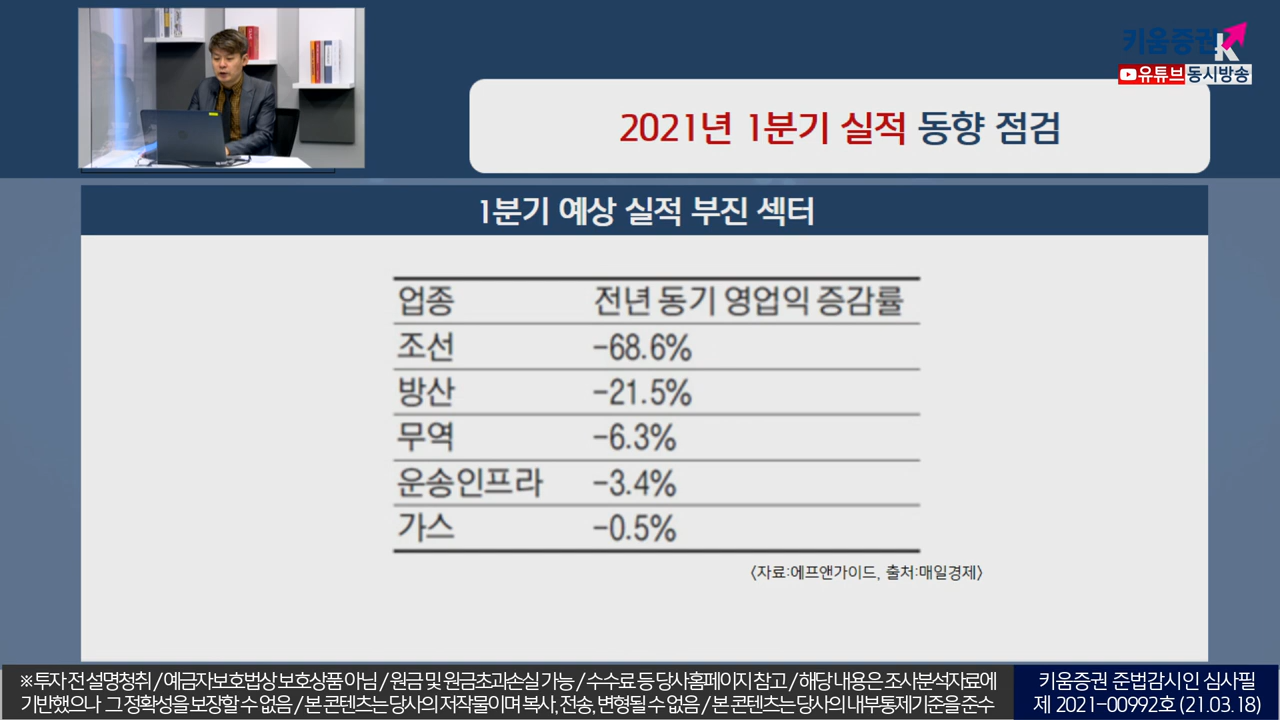 키움증권
유튜브동시방송
2021년 1분기 실적 동향 점검
1분기 예상 실적 부진 섹터
업종 전년 동기 영업익 증감률
조선 -68.6%
방산 -21.5%
무역 -6.3%
운송인프라 -3.4%
가스 -0.5%
<자료:에프앤가이드, 출처:매일경제>
※투자 전 설명청취 / 예금자보호법상 보호상품 아님 / 원금 및 원금초과손실 가능 / 수수료 등 당사홈페이지 참고 / 해당 내용은 조사분석자료에
기반했으나 그 정확성을 보장할 수 없음 / 본 콘텐츠는 당사의 저작물이며 복사, 전송, 변형될 수 없음 / 본 콘텐츠는 당사의 내부통제기준을 준수
키움증권 준법감시인 심사필
제 2021-00992호 (21.03.18)